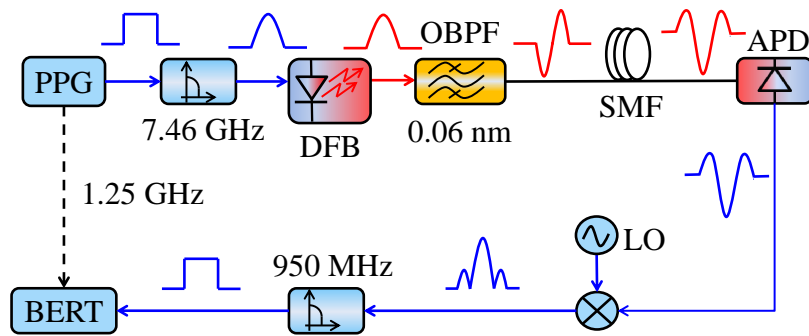 OBPF
APD
PPG
7.46 GHz
DFB
0.06 nm
SMF
1.25 GHz
LO
950 MHz
BERT